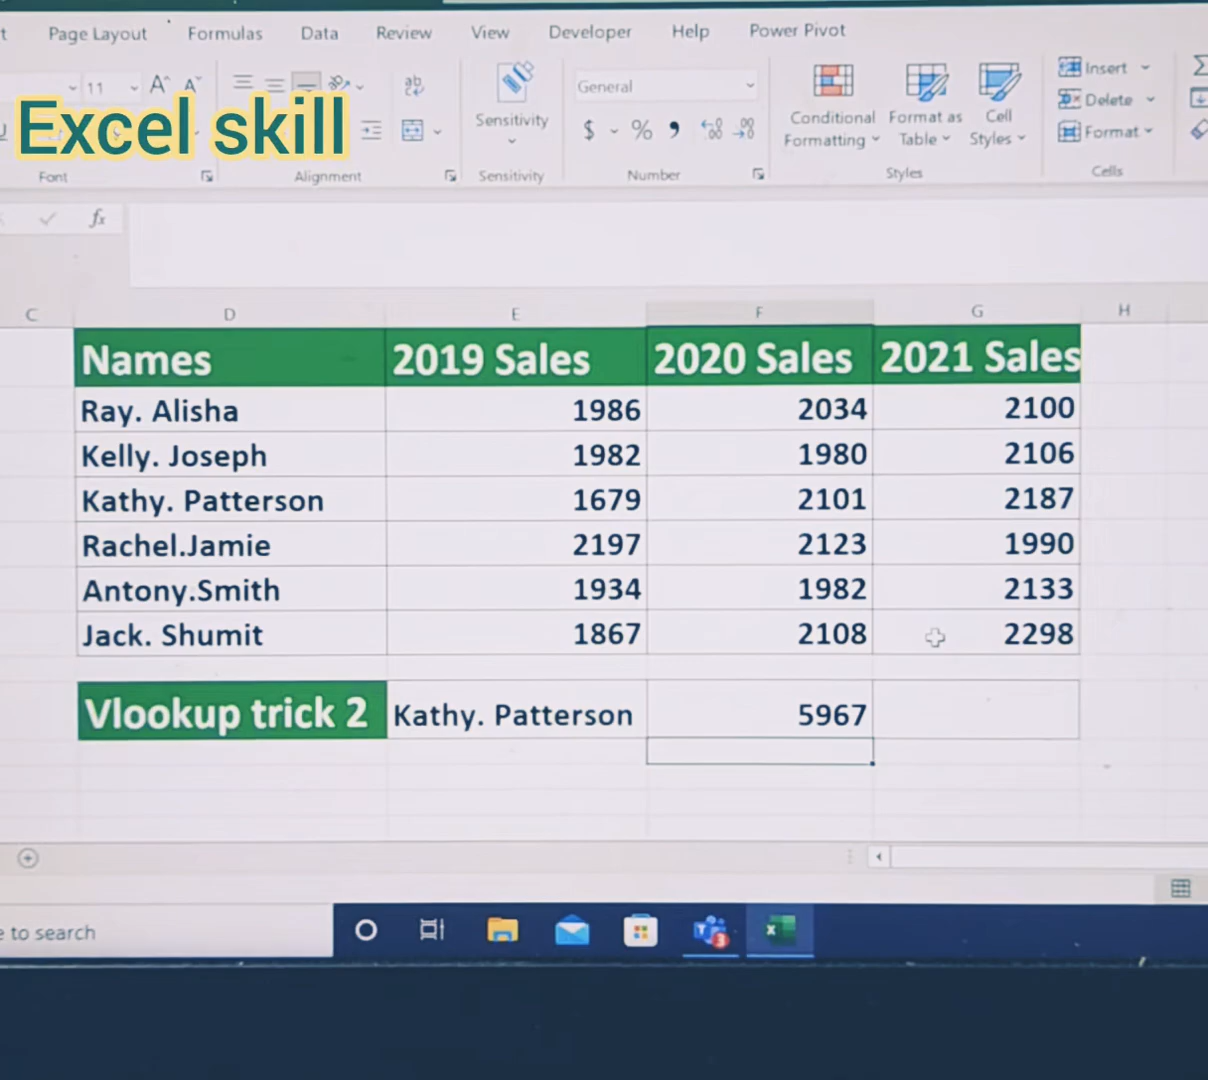 t Page Layout Formulas Data Review View Developer Help Power Pivot
11 A^ A ab General Insert
Excel skill Sensitivity $ % Conditional Formatting Format as Table Cell Styles Delete Format
Font Alignment Sensitivity Number Styles Cells
fx
C D E F G H
Names 2019 Sales 2020 Sales 2021 Sales
Ray. Alisha 1986 2034 2100
Kelly. Joseph 1982 1980 2106
Kathy. Patterson 1679 2101 2187
Rachel.Jamie 2197 2123 1990
Antony.Smith 1934 1982 2133
Jack. Shumit 1867 2108 2298
Vlookup trick 2 Kathy. Patterson 5967
e to search